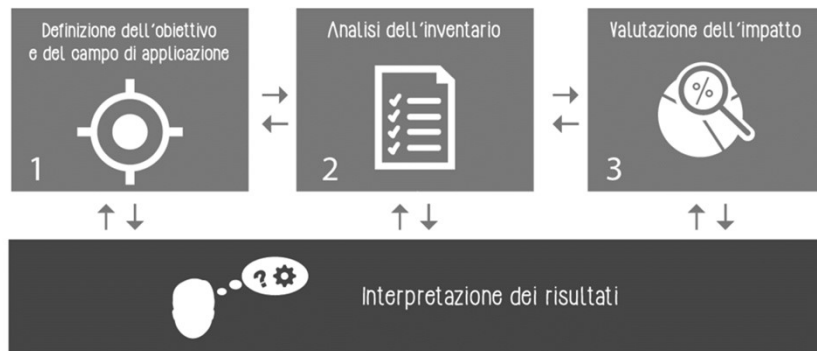 Definizione dell'obiettivo
e del campo di applicazione
1
Analisi dell'inventario
2
Valutazione dell'impatto
%
3
?
Interpretazione dei risultati